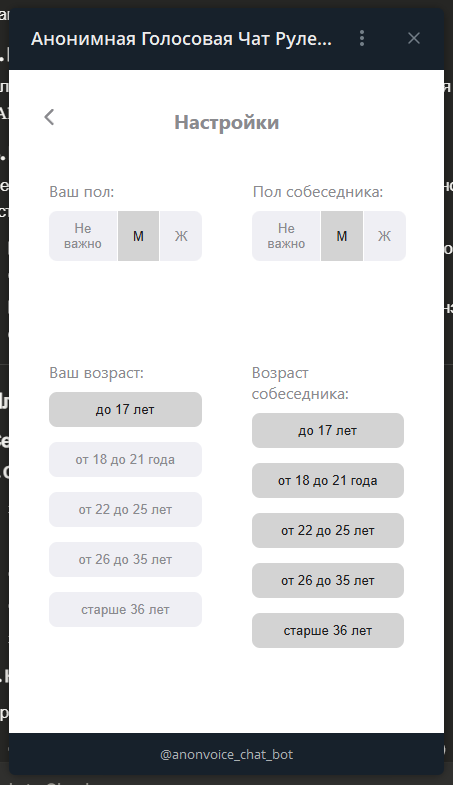 Анонимная Голосовая Чат Руле...
Настройки
Ваш пол:
Не
важно
М
Ж
Пол собеседника:
Не
важно
М
Ж
Ваш возраст:
до 17 лет
от 18 до 21 года
от 22 до 25 лет
от 26 до 35 лет
старше 36 лет
Возраст
собеседника:
до 17 лет
от 18 до 21 года
от 22 до 25 лет
от 26 до 35 лет
старше 36 лет
@anonvoice_chat_bot